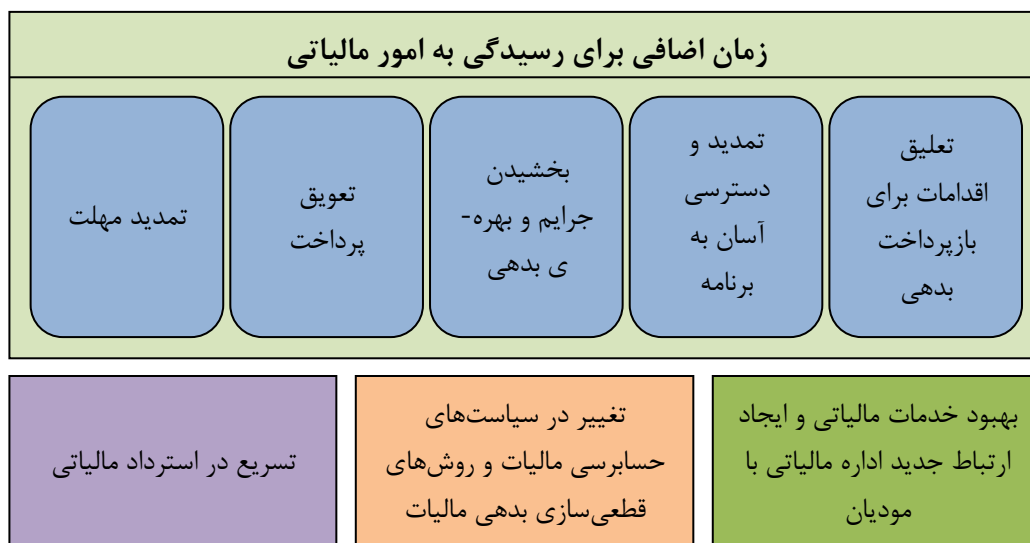 زمان اضافی برای رسیدگی به امور مالیاتی
تعلیق
اقدامات برای
بازپرداخت
بدهی
تمدید و
دسترسی
آسان به
برنامه
بخشیدن
جرایم و بهره-
ی بدهی
تعویق
پرداخت
تمدید مهلت
بهبود خدمات مالیاتی و ایجاد
ارتباط جدید اداره مالیاتی با
مودیان
تغییر در سیاست‌های
حسابرسی مالیات و روش‌های
قطعی‌سازی بدهی مالیات
تسریع در استرداد مالیاتی